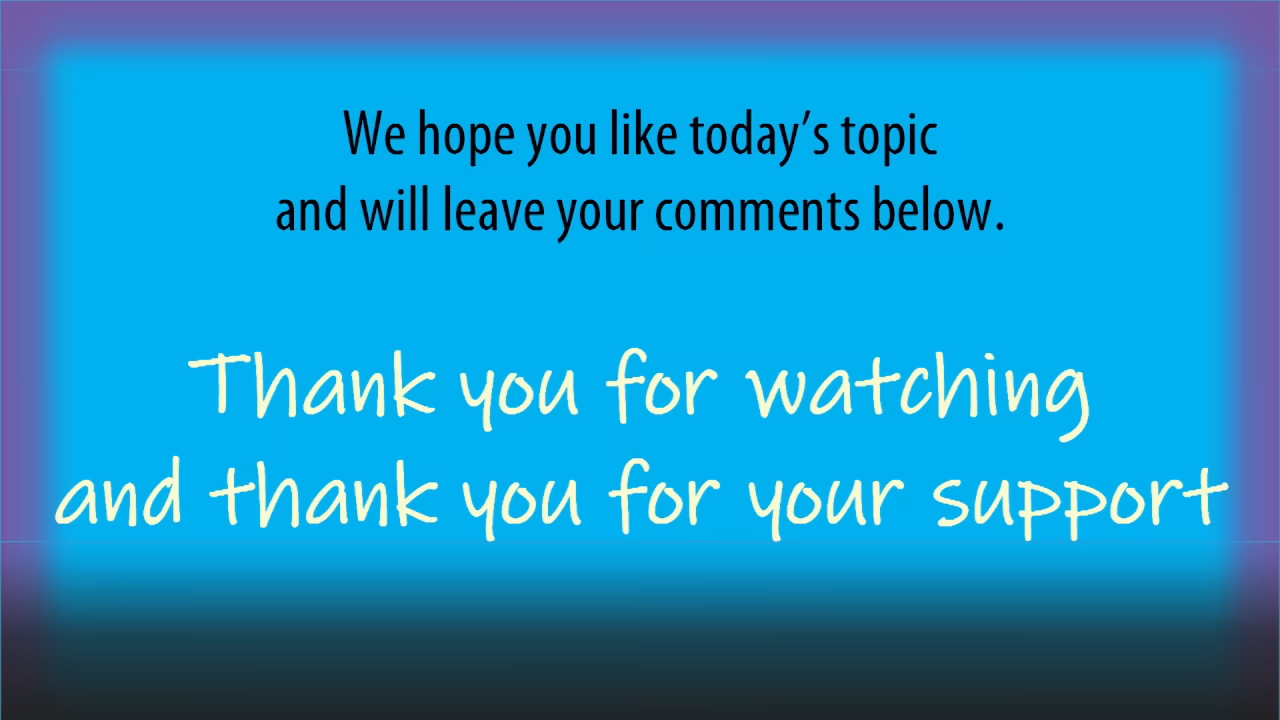 We hope you like today’s topic
and will leave your comments below.
Thank you for watching
and thank you for your support